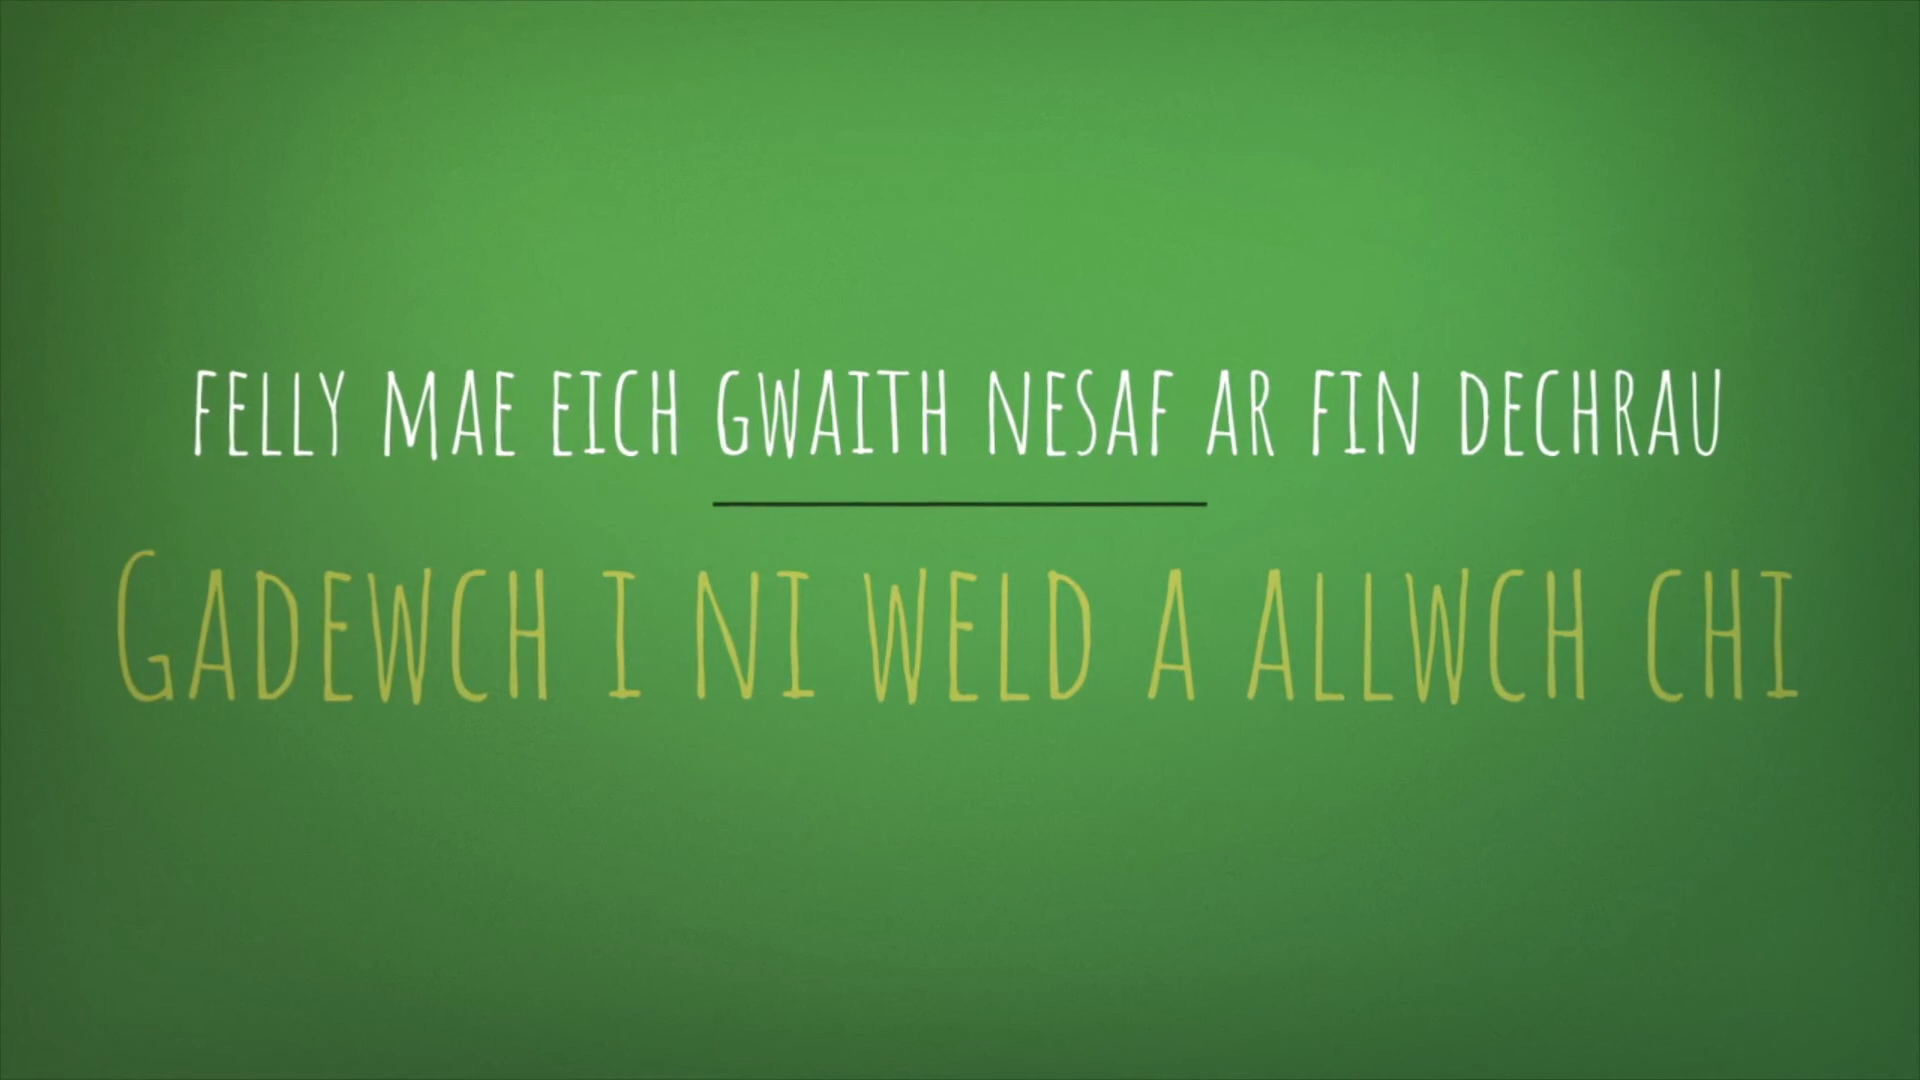 FELLY MAE EICH GWAITH NESAF AR FIN DECHRAU
GADEWCH I NI WELD A ALLWCH CHI